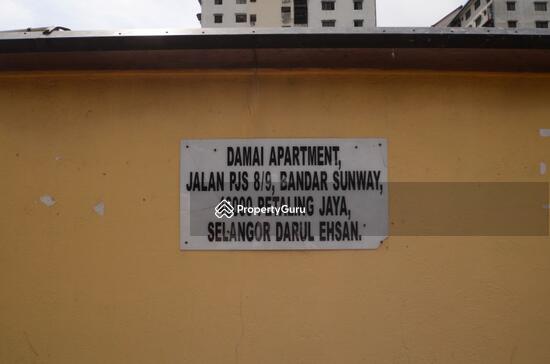 DAMAI APARTMENT,
JALAN PJS 8/9, BANDAR SUNWAY,
PETALING JAYA,
SELANGOR DARUL EHSAN.
PropertyGuru